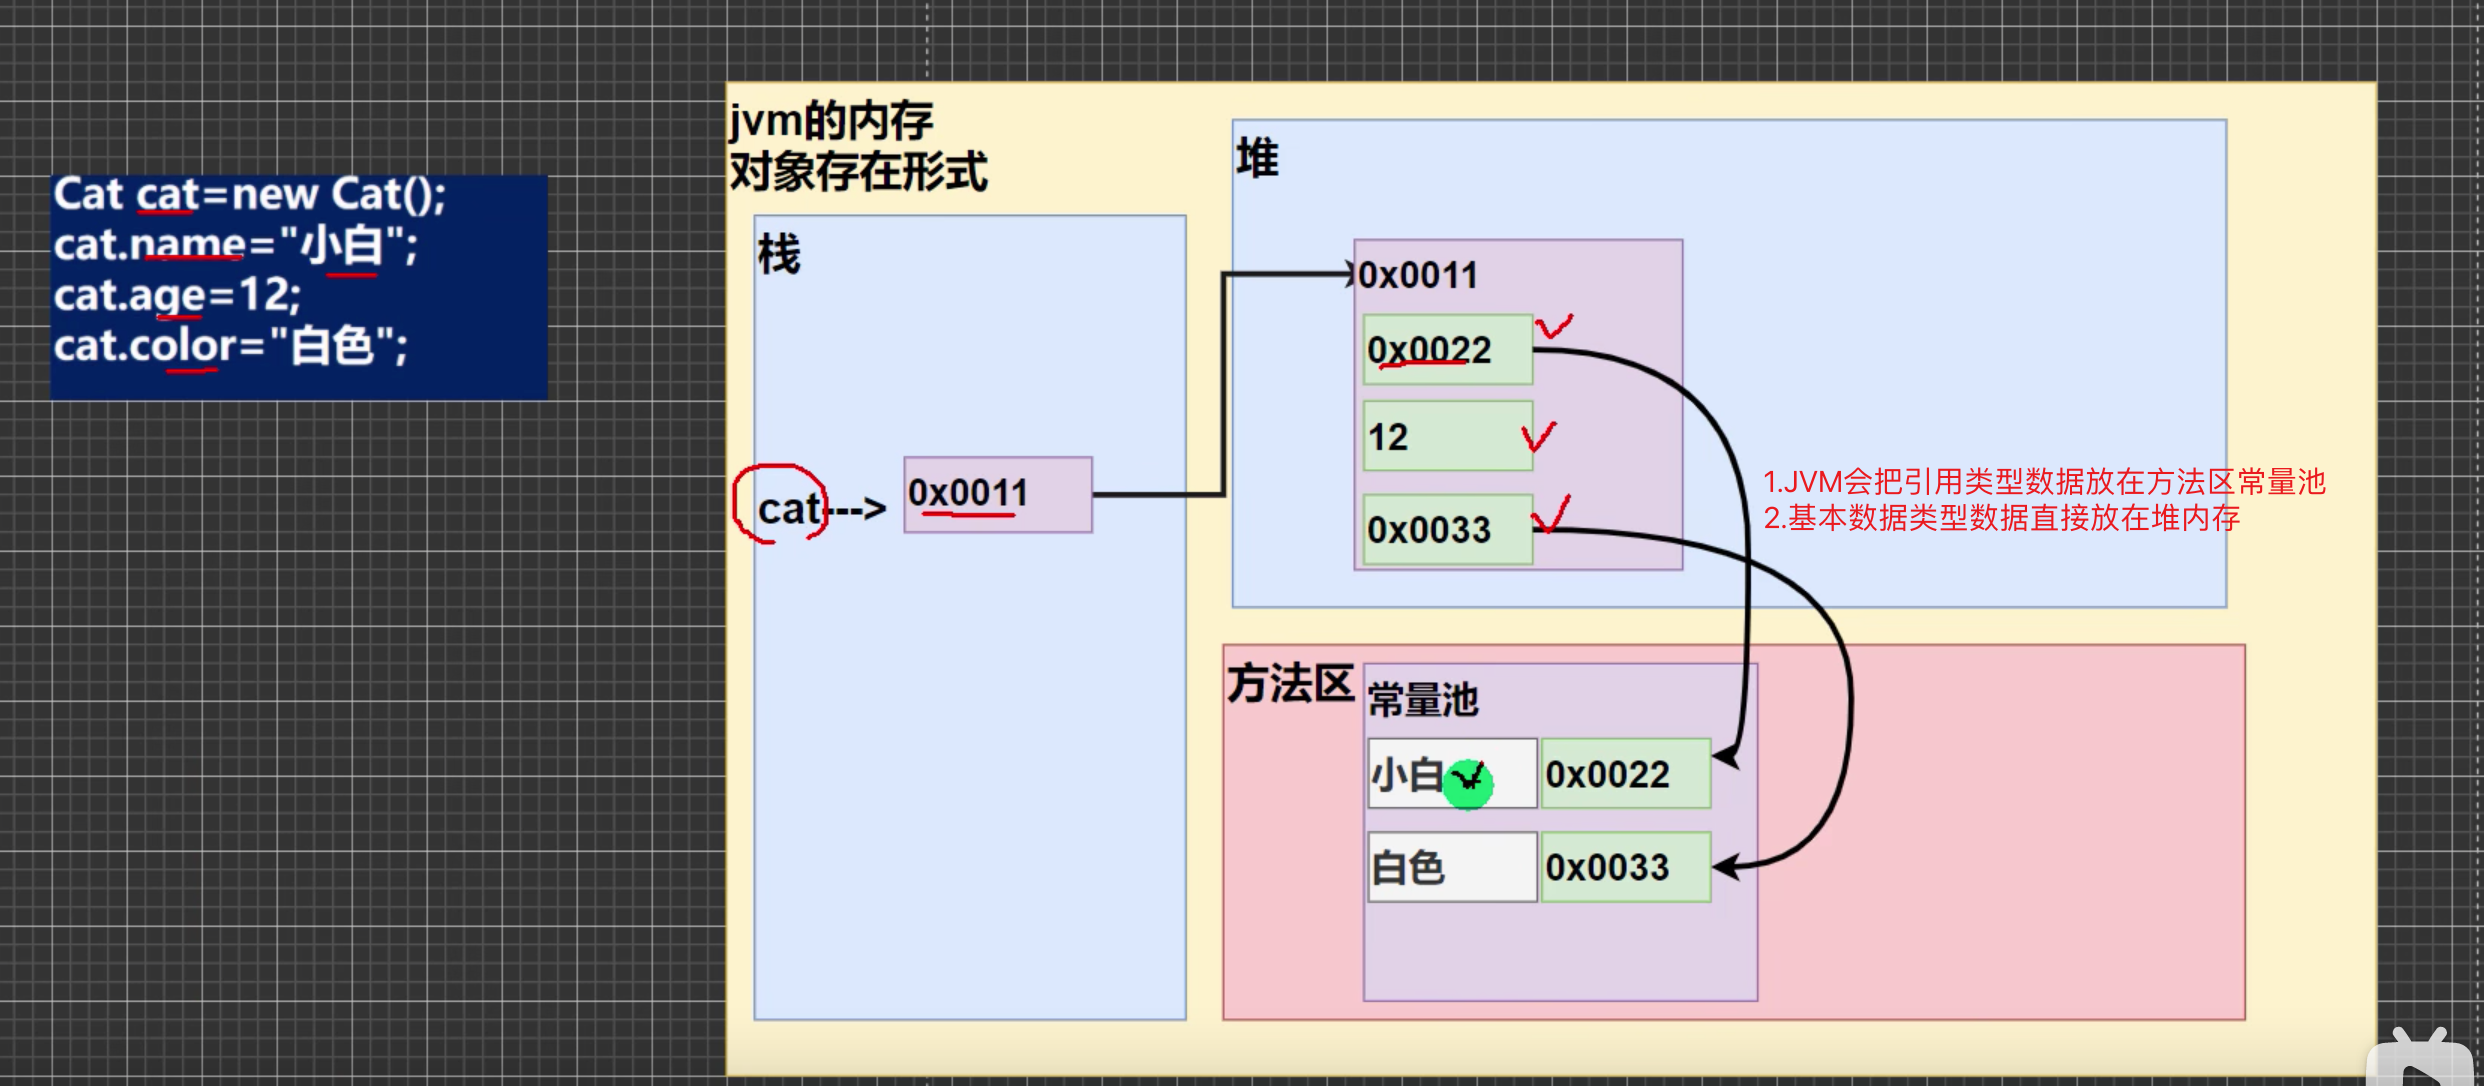 Cat cat=new Cat();
cat.name="小白";
cat.age=12;
cat.color="白色";
jvm的内存
对象存在形式
栈
cat--->
0x0011
堆
0x0011
0x0022
12
0x0033
1.JVM会把引用类型数据放在方法区常量池
2.基本数据类型数据直接放在堆内存
方法区
常量池
小白
0x0022
白色
0x0033